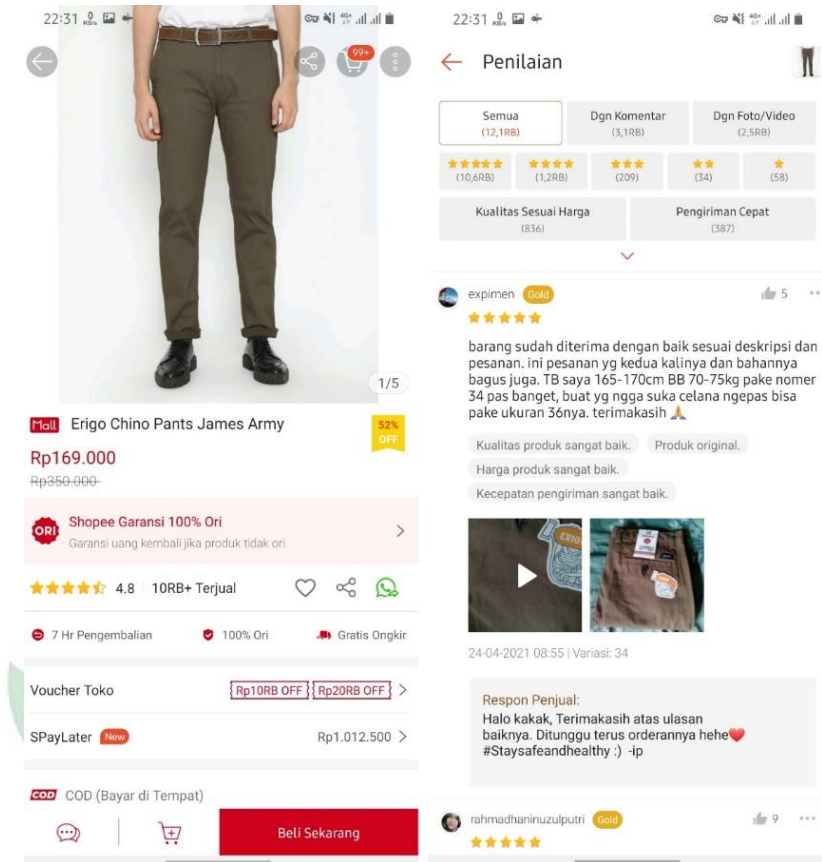 22:31 0 KB/s
99+
1/5
Mall Erigo Chino Pants James Army
52% OFF
Rp169.000
Rp350.000
ORI
Shopee Garansi 100% Ori
Garansi uang kembali jika produk tidak ori
4.8 10RB+ Terjual
7 Hr Pengembalian 100% Ori Gratis Ongkir
Voucher Toko Rp10RB OFF Rp20RB OFF
SPayLater New Rp1.012.500
COD COD (Bayar di Tempat)
Beli Sekarang
22:31 0 KB/s
Penilaian
Semua (12,1RB)
Dgn Komentar (3,1RB)
Dgn Foto/Video (2,5RB)
(10,6RB) (1,2RB) (209) (34) (58)
Kualitas Sesuai Harga (836)
Pengiriman Cepat (387)
expimen Gold 5
barang sudah diterima dengan baik sesuai deskripsi dan
pesanan. ini pesanan yg kedua kalinya dan bahannya
bagus juga. TB saya 165-170cm BB 70-75kg pake nomer
34 pas banget, buat yg ngga suka celana ngepas bisa
pake ukuran 36nya. terimakasih 🙏
Kualitas produk sangat baik. Produk original.
Harga produk sangat baik.
Kecepatan pengiriman sangat baik.
24-04-2021 08:55 | Variasi: 34
Respon Penjual:
Halo kakak, Terimakasih atas ulasan
baiknya. Ditunggu terus orderannya hehe❤️
#Staysafeandhealthy :) -ip
rahmadhaninuzulputri Gold 9